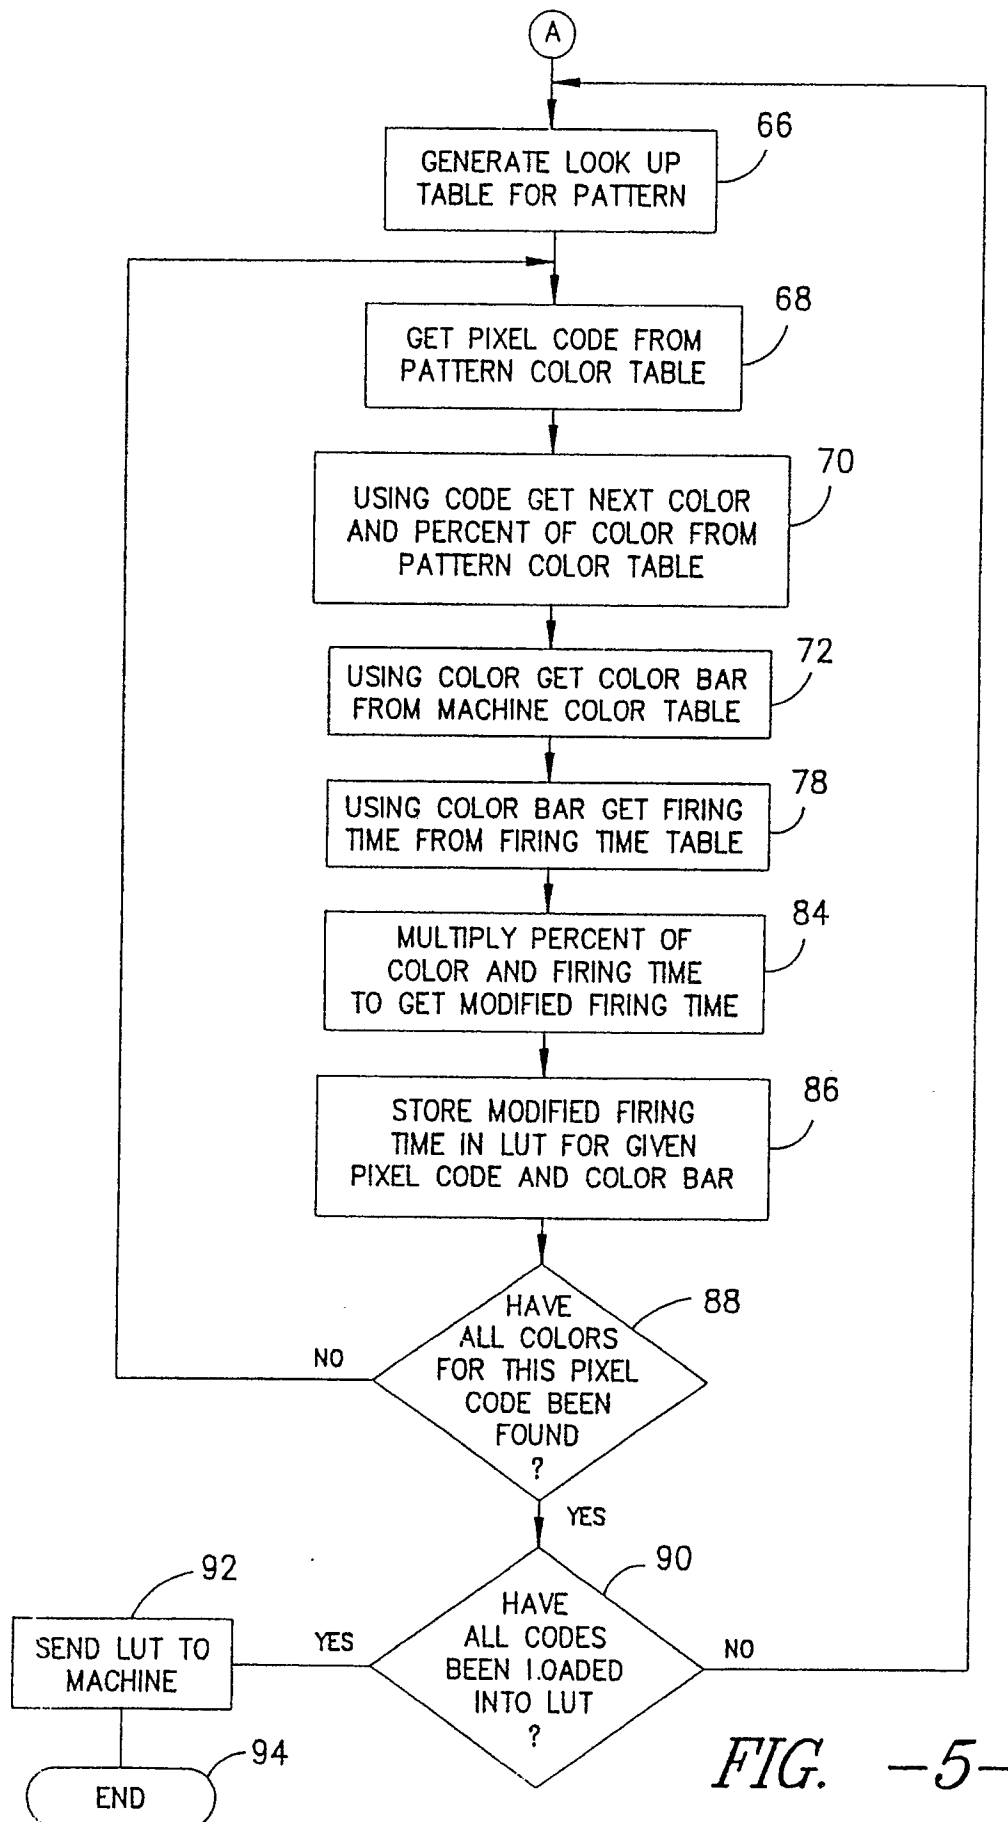 A
66
GENERATE LOOK UP
TABLE FOR PATTERN
68
GET PIXEL CODE FROM
PATTERN COLOR TABLE
70
USING CODE GET NEXT COLOR
AND PERCENT OF COLOR FROM
PATTERN COLOR TABLE
72
USING COLOR GET COLOR BAR
FROM MACHINE COLOR TABLE
78
USING COLOR BAR GET FIRING
TIME FROM FIRING TIME TABLE
84
MULTIPLY PERCENT OF
COLOR AND FIRING TIME
TO GET MODIFIED FIRING TIME
86
STORE MODIFIED FIRING
TIME IN LUT FOR GIVEN
PIXEL CODE AND COLOR BAR
88
HAVE
ALL COLORS
FOR THIS PIXEL
CODE BEEN
FOUND
?
NO
YES
90
HAVE
ALL CODES
BEEN LOADED
INTO LUT
?
YES
NO
92
SEND LUT TO
MACHINE
94
END
FIG. -5-